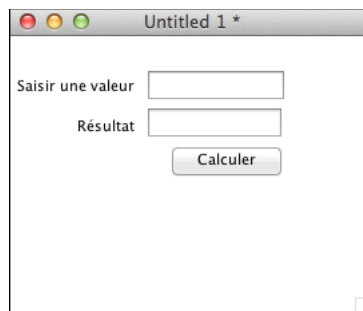 Untitled 1 *
Saisir une valeur
Résultat
Calculer